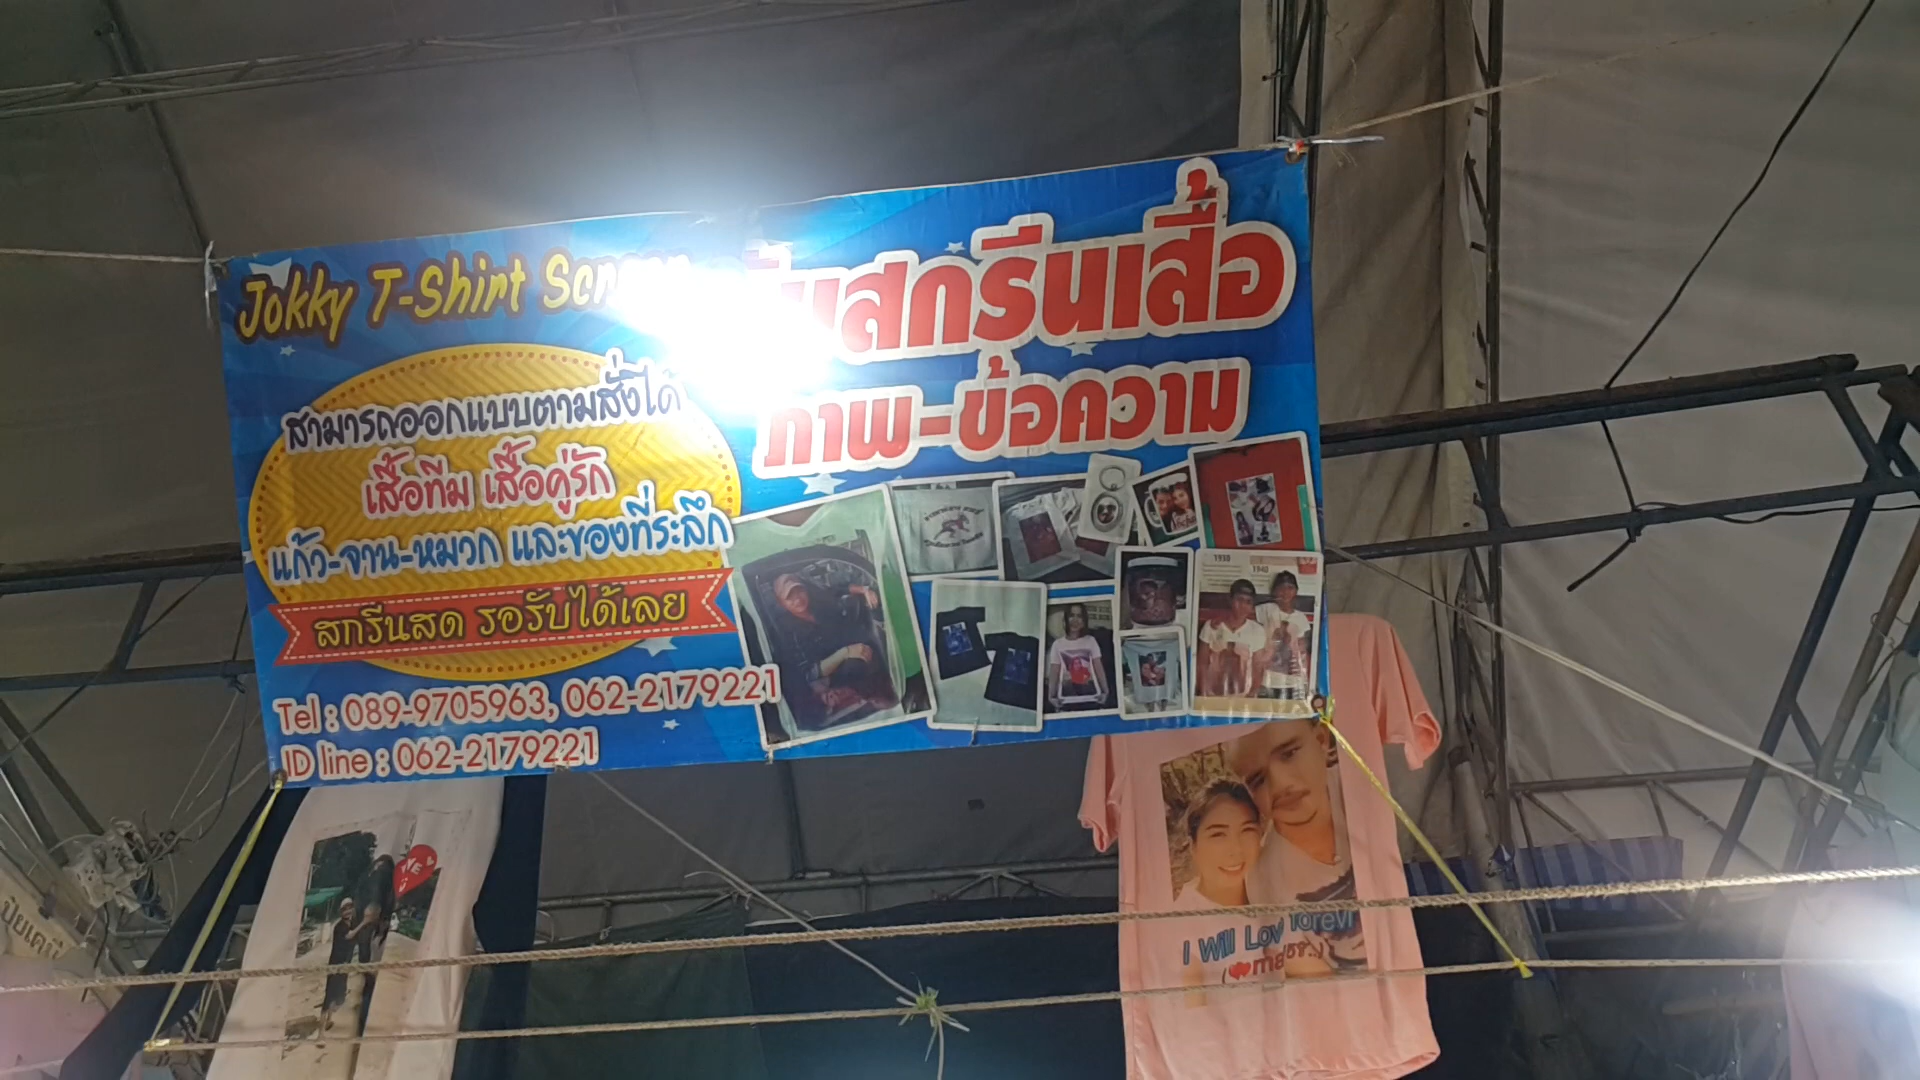 Jokky T-Shirt
สกรีนเสื้อ
ภาพ-ข้อความ
สามารถออกแบบตามสั่งได้
เสื้อทีม เสื้อคู่รัก
แก้ว-จาน-หมวก และของที่ระลึก
สกรีนสด รอรับได้เลย
Tel : 089-9705963, 062-2179221
ID line : 062-2179221
1930
1940
I Will Lov forevr